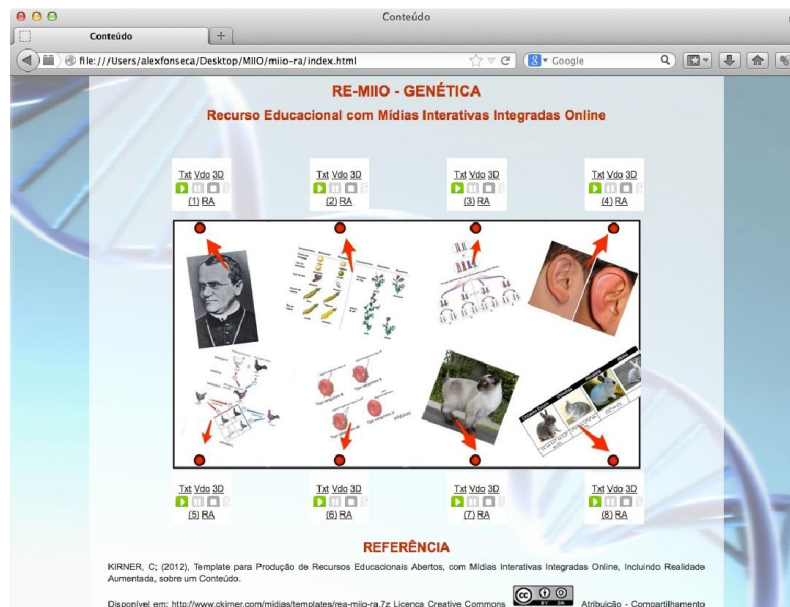 Conteúdo
Conteúdo
file:///Users/alexfonseca/Desktop/MIIO/miio-ra/index.html
Google
RE-MIIO - GENÉTICA
Recurso Educacional com Mídias Interativas Integradas Online
Txt Vdo 3D
(1) RA
Txt Vdo 3D
(2) RA
Txt Vdo 3D
(3) RA
Txt Vdo 3D
(4) RA
Txt Vdo 3D
(5) RA
Txt Vdo 3D
(6) RA
Txt Vdo 3D
(7) RA
Txt Vdo 3D
(8) RA
REFERÊNCIA
KIRNER, C; (2012), Template para Produção de Recursos Educacionais Abertos, com Mídias Interativas Integradas Online, Incluindo Realidade
Aumentada, sobre um Conteúdo.
Disponível em: http://www.ckirner.com/midias/templates/rea-miio-ra.7z Licença Creative Commons Atribuição - Compartilhamento